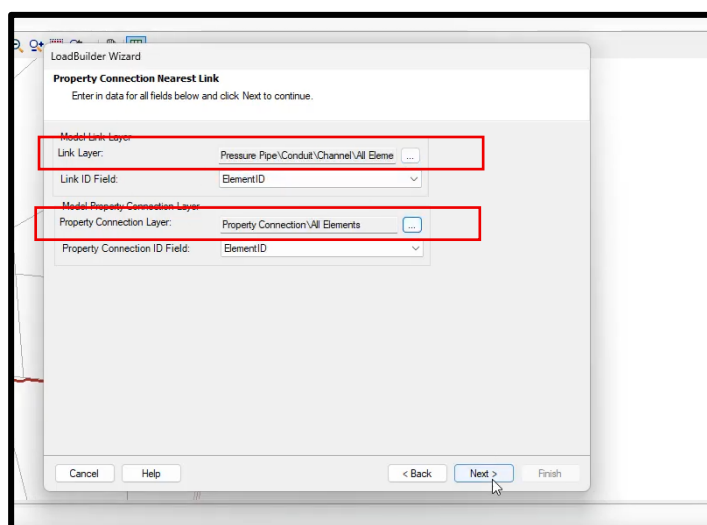 LoadBuilder Wizard
Property Connection Nearest Link
Enter in data for all fields below and click Next to continue.
Model Link Layer
Link Layer: Pressure Pipe\Conduit\Channel\All Eleme ...
Link ID Field: ElementID
Model Property Connection Layer
Property Connection Layer: Property Connection\All Elements ...
Property Connection ID Field: ElementID
Cancel Help < Back Next > Finish